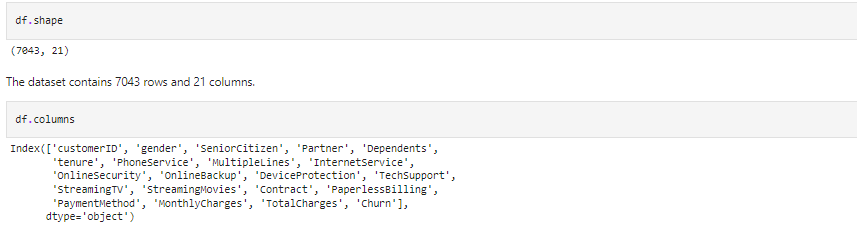 df.shape
(7043, 21)
The dataset contains 7043 rows and 21 columns.
df.columns
Index(['customerID', 'gender', 'SeniorCitizen', 'Partner', 'Dependents',
'tenure', 'PhoneService', 'MultipleLines', 'InternetService',
'OnlineSecurity', 'OnlineBackup', 'DeviceProtection', 'TechSupport',
'StreamingTV', 'StreamingMovies', 'Contract', 'PaperlessBilling',
'PaymentMethod', 'MonthlyCharges', 'TotalCharges', 'Churn'],
dtype='object')